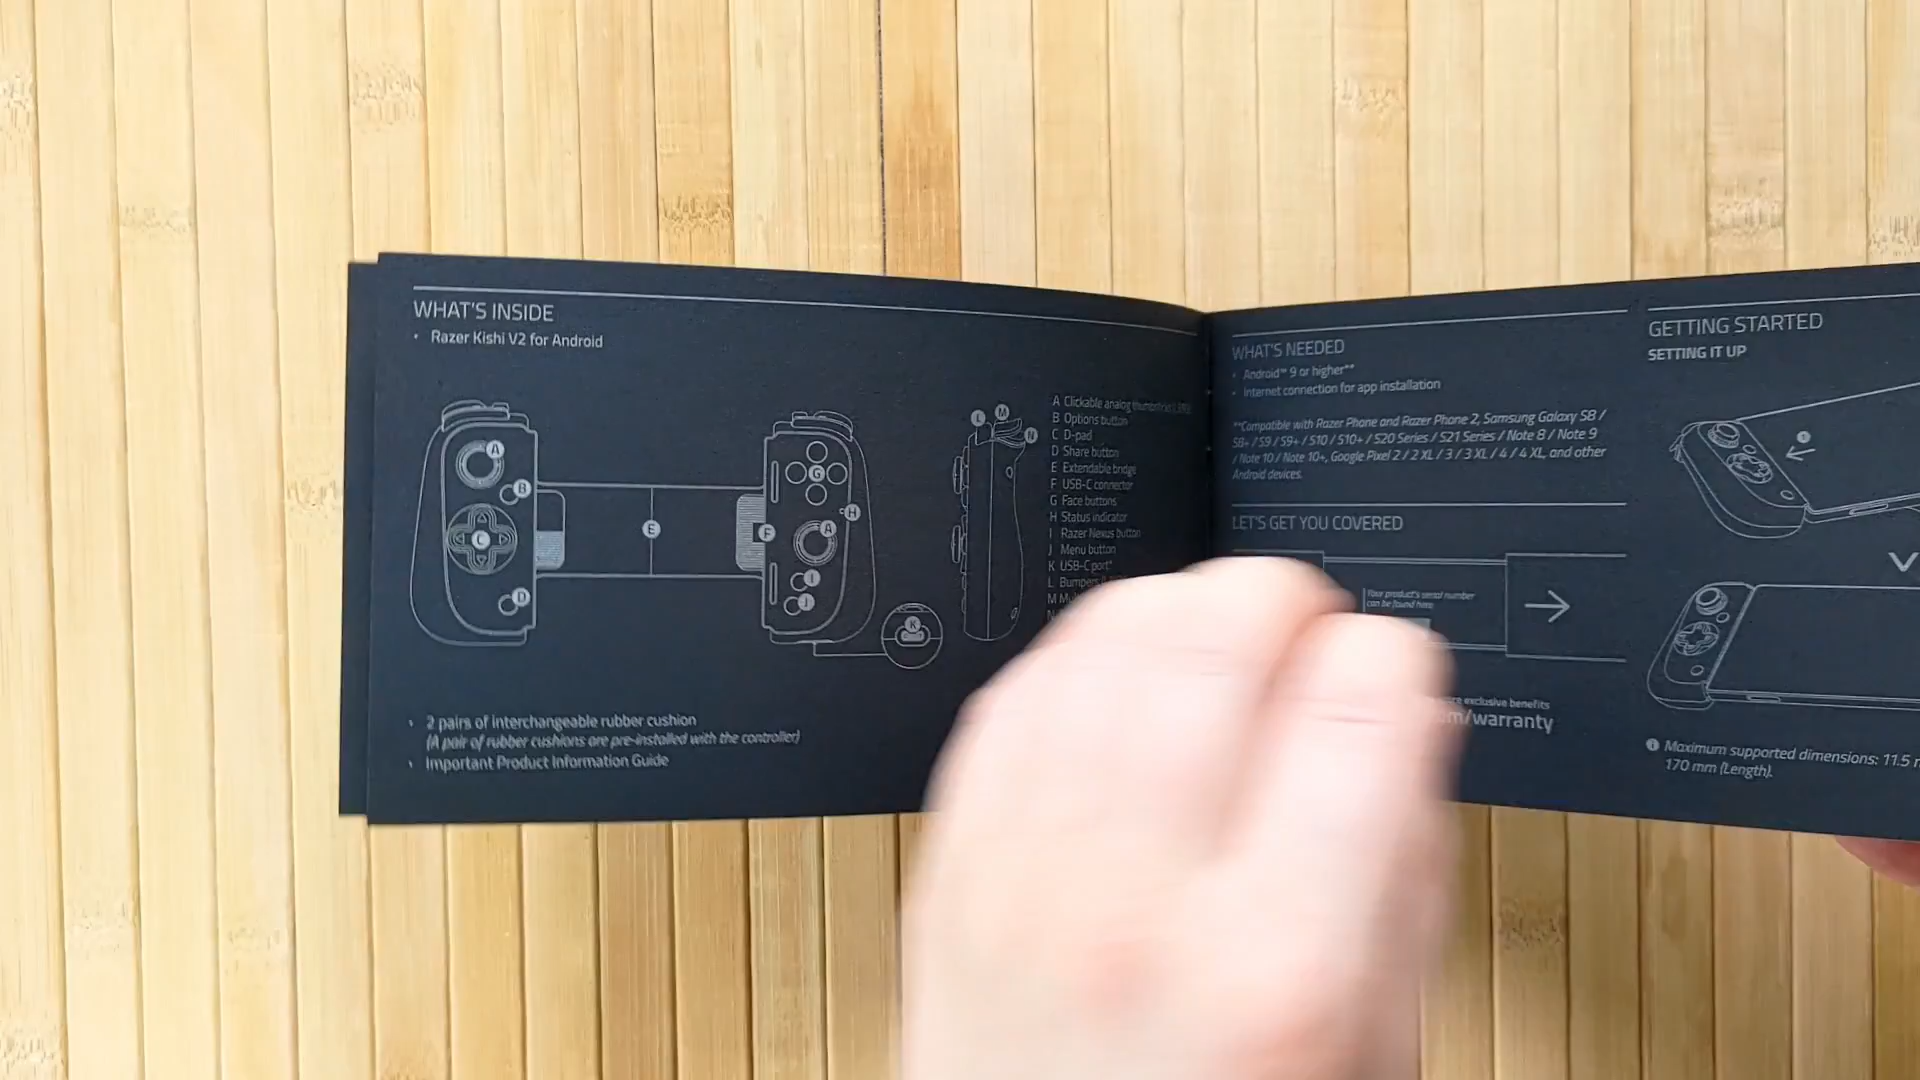 WHAT'S INSIDE
• Razer Kishi V2 for Android
A
B
C
D
E
F
G
H
A
I
J
K
L
M
N
A Clickable analog
B Options button
C D-pad
D Share button
E Extendable bridge
F USB-C connector
G Face buttons
H Status indicator
I Razer Nexus button
J Menu button
K USB-C port*
L Bumpers
M
N
• 2 pairs of interchangeable rubber cushion
(A pair of rubber cushions are pre-installed with the controller)
• Important Product Information Guide
WHAT'S NEEDED
• Android™ 9 or higher**
• Internet connection for app installation
**Compatible with Razer Phone and Razer Phone 2, Samsung Galaxy S8 /
S8+ / S9 / S9+ / S10 / S10+ / S20 Series / S21 Series / Note 8 / Note 9
/ Note 10 / Note 10+, Google Pixel 2 / 2 XL / 3 / 3 XL / 4 / 4 XL, and other
Android devices.
LET'S GET YOU COVERED
Your product's serial number
can be found here
exclusive benefits
m/warranty
GETTING STARTED
SETTING IT UP
Maximum supported dimensions: 11.5
170 mm (Length).